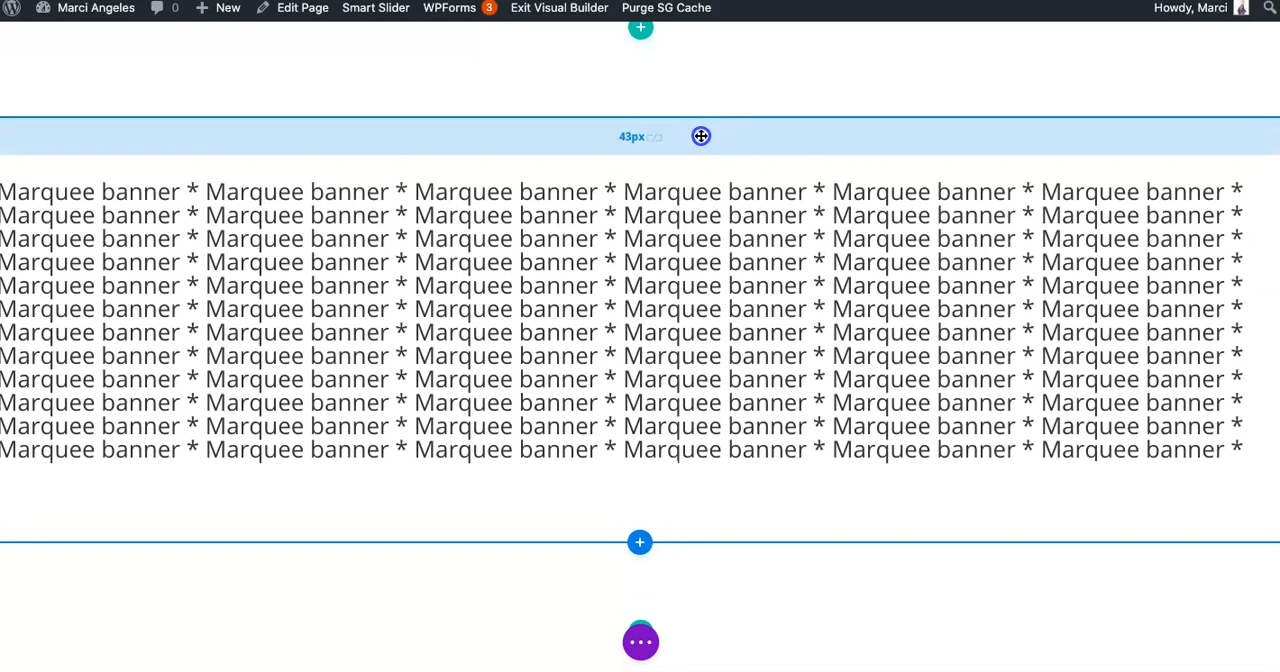 Marci Angeles 0 New Edit Page Smart Slider WPForms 3 Exit Visual Builder Purge SG Cache Howdy, Marci
43px
Marquee banner * Marquee banner * Marquee banner * Marquee banner * Marquee banner * Marquee banner *
Marquee banner * Marquee banner * Marquee banner * Marquee banner * Marquee banner * Marquee banner *
Marquee banner * Marquee banner * Marquee banner * Marquee banner * Marquee banner * Marquee banner *
Marquee banner * Marquee banner * Marquee banner * Marquee banner * Marquee banner * Marquee banner *
Marquee banner * Marquee banner * Marquee banner * Marquee banner * Marquee banner * Marquee banner *
Marquee banner * Marquee banner * Marquee banner * Marquee banner * Marquee banner * Marquee banner *
Marquee banner * Marquee banner * Marquee banner * Marquee banner * Marquee banner * Marquee banner *
Marquee banner * Marquee banner * Marquee banner * Marquee banner * Marquee banner * Marquee banner *
Marquee banner * Marquee banner * Marquee banner * Marquee banner * Marquee banner * Marquee banner *
Marquee banner * Marquee banner * Marquee banner * Marquee banner * Marquee banner * Marquee banner *
Marquee banner * Marquee banner * Marquee banner * Marquee banner * Marquee banner * Marquee banner *
Marquee banner * Marquee banner * Marquee banner * Marquee banner * Marquee banner * Marquee banner *